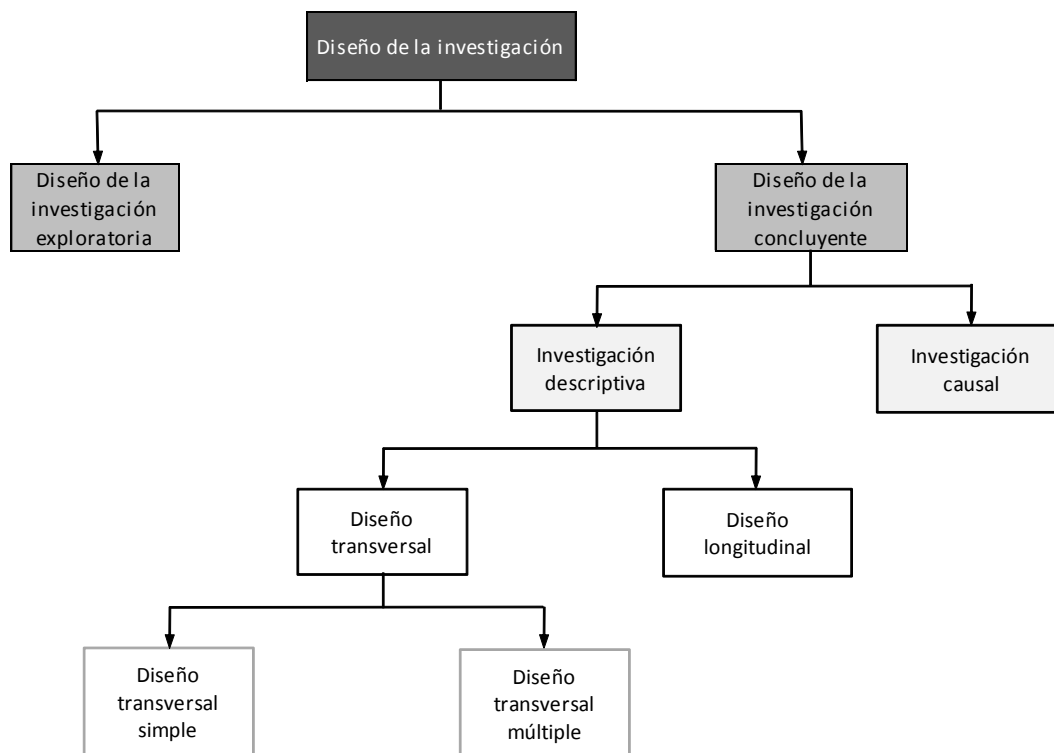 Diseño de la investigación
Diseño de la
investigación
exploratoria
Diseño de la
investigación
concluyente
Investigación
descriptiva
Investigación
causal
Diseño
transversal
Diseño
longitudinal
Diseño
transversal
simple
Diseño
transversal
múltiple